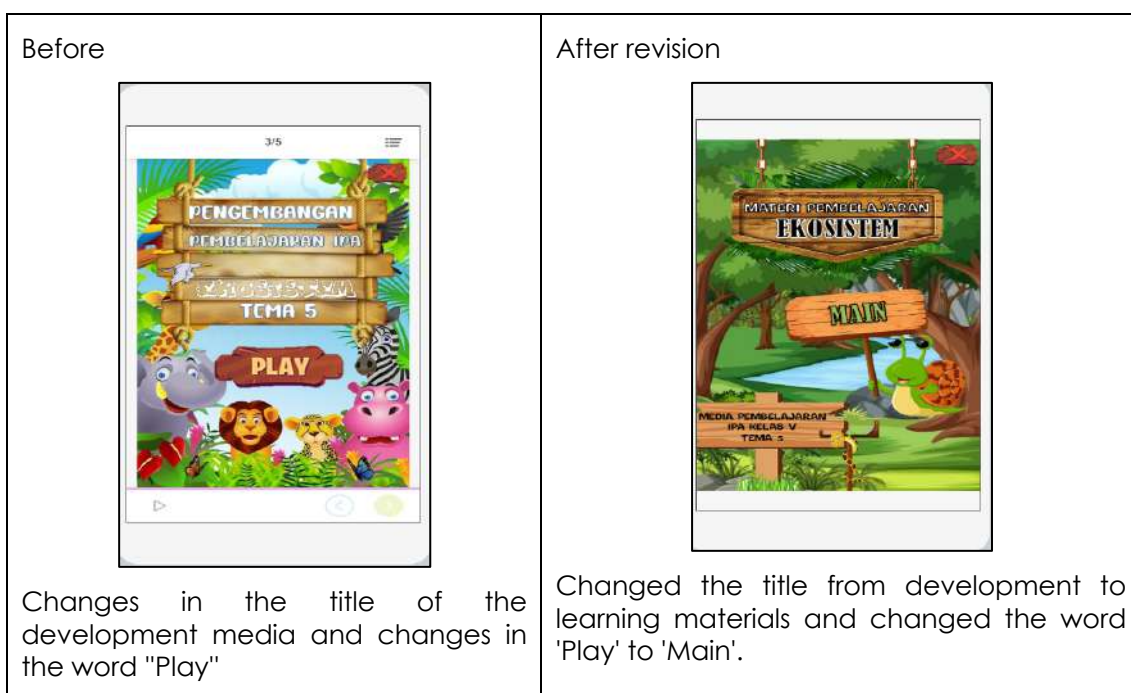 Before
3/5
PENGEMBANGAN
PEMBELAJARAN IPA
EKOSISTEM
TEMA 5
PLAY
Changes in the title of the
development media and changes in
the word "Play"
After revision
MATERI PEMBELAJARAN
EKOSISTEM
MAIN
MEDIA PEMBELAJARAN
IPA KELAS V
TEMA 5
Changed the title from development to
learning materials and changed the word
'Play' to 'Main'.